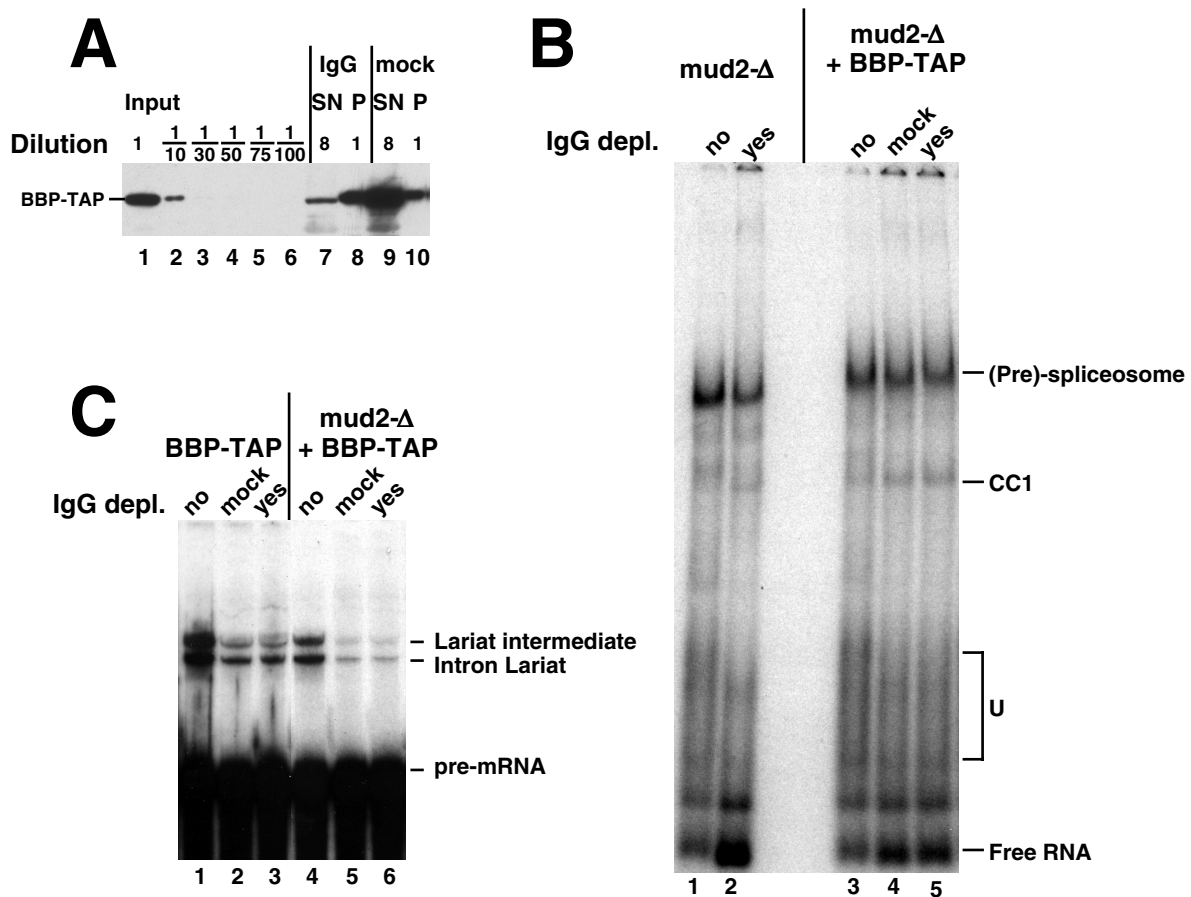 A
IgG mock
Input SN P SN P
Dilution 1 1/10 1/30 1/50 1/75 1/100 8 1 8 1
BBP-TAP
1 2 3 4 5 6 7 8 9 10
B
mud2-Δ
mud2-Δ
+ BBP-TAP
IgG depl. no yes no mock yes
(Pre)-spliceosome
CC1
U
Free RNA
1 2 3 4 5
C
BBP-TAP
mud2-Δ
+ BBP-TAP
IgG depl. no mock yes no mock yes
Lariat intermediate
Intron Lariat
pre-mRNA
1 2 3 4 5 6